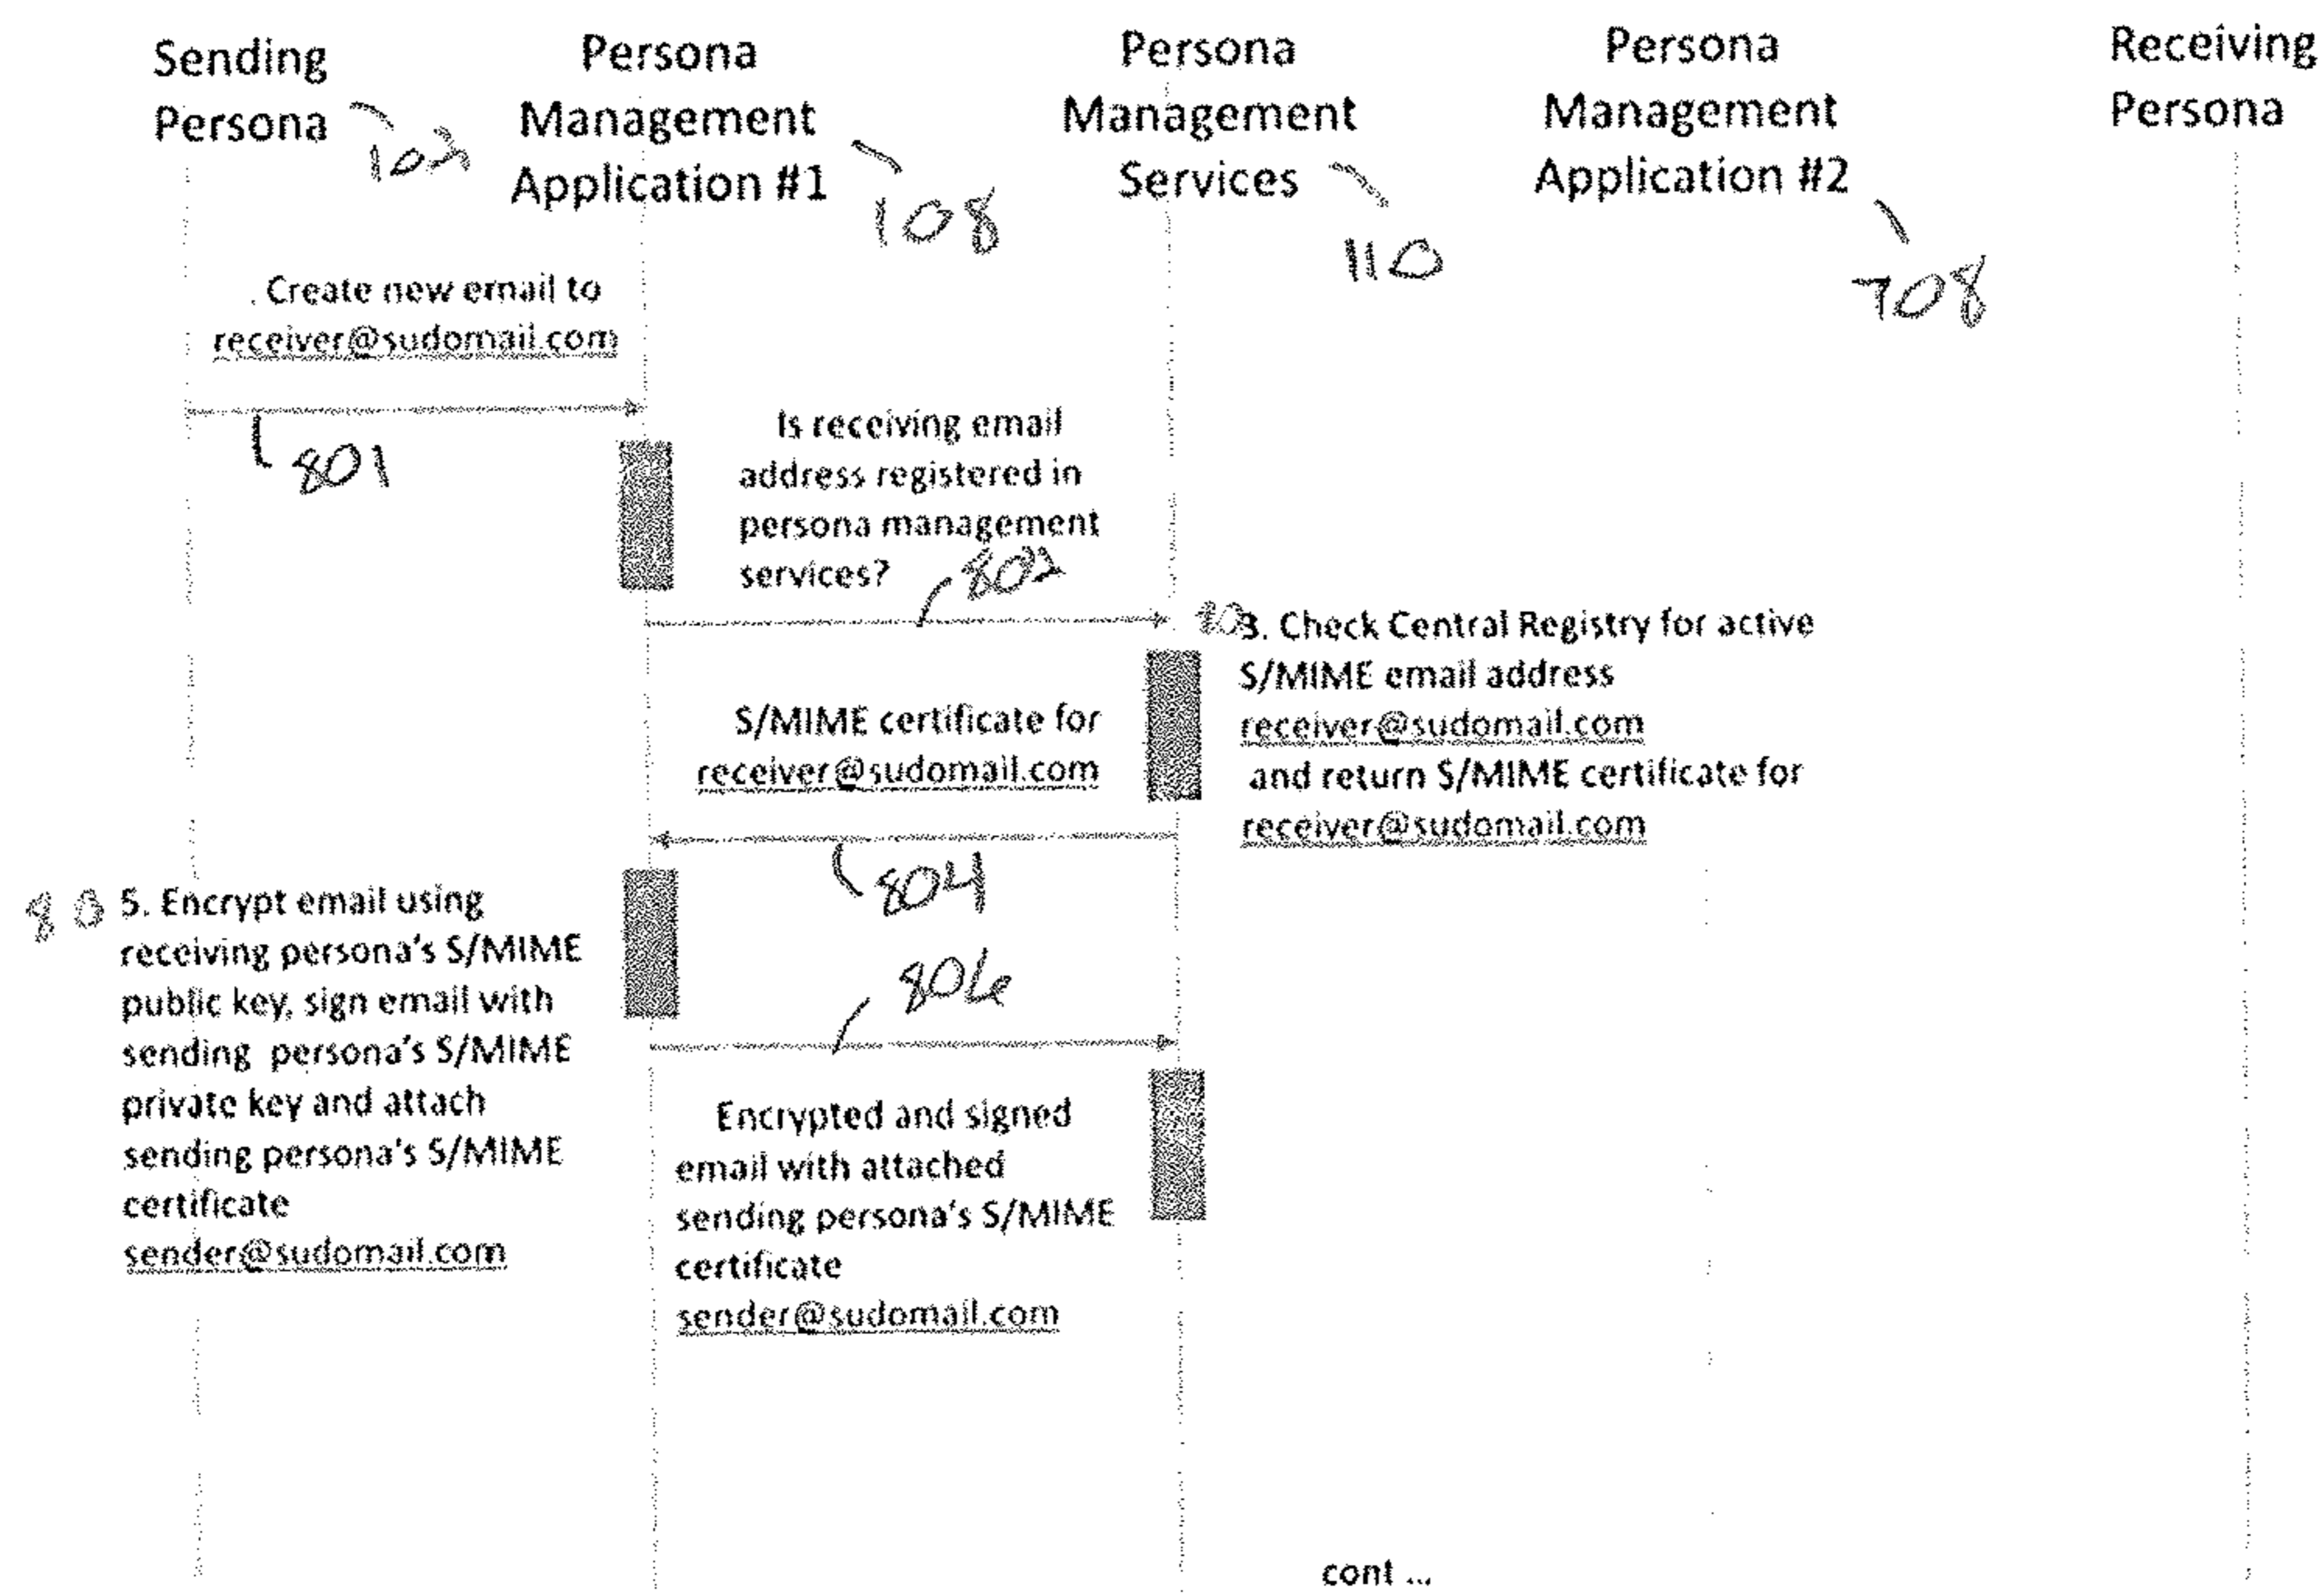 Sending
Persona
102
Persona
Management
Application #1
108
Persona
Management
Services
110
Persona
Management
Application #2
708
Receiving
Persona
. Create new email to
receiver@sudomail.com
801
Is receiving email
address registered in
persona management
services?
802
803. Check Central Registry for active
S/MIME email address
receiver@sudomail.com
and return S/MIME certificate for
receiver@sudomail.com
S/MIME certificate for
receiver@sudomail.com
804
80 5. Encrypt email using
receiving persona's S/MIME
public key, sign email with
sending persona's S/MIME
private key and attach
sending persona's S/MIME
certificate
sender@sudomail.com
806
Encrypted and signed
email with attached
sending persona's S/MIME
certificate
sender@sudomail.com
cont ...